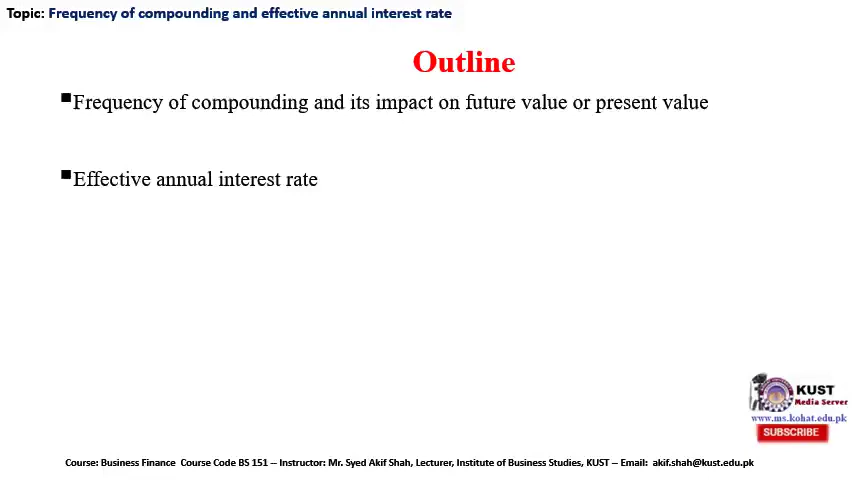 Topic: Frequency of compounding and effective annual interest rate
Outline
▪Frequency of compounding and its impact on future value or present value
▪Effective annual interest rate
KUST
Media Server
www.ms.kohat.edu.pk
SUBSCRIBE
Course: Business Finance Course Code BS 151 – Instructor: Mr. Syed Akif Shah, Lecturer, Institute of Business Studies, KUST – Email: akif.shah@kust.edu.pk